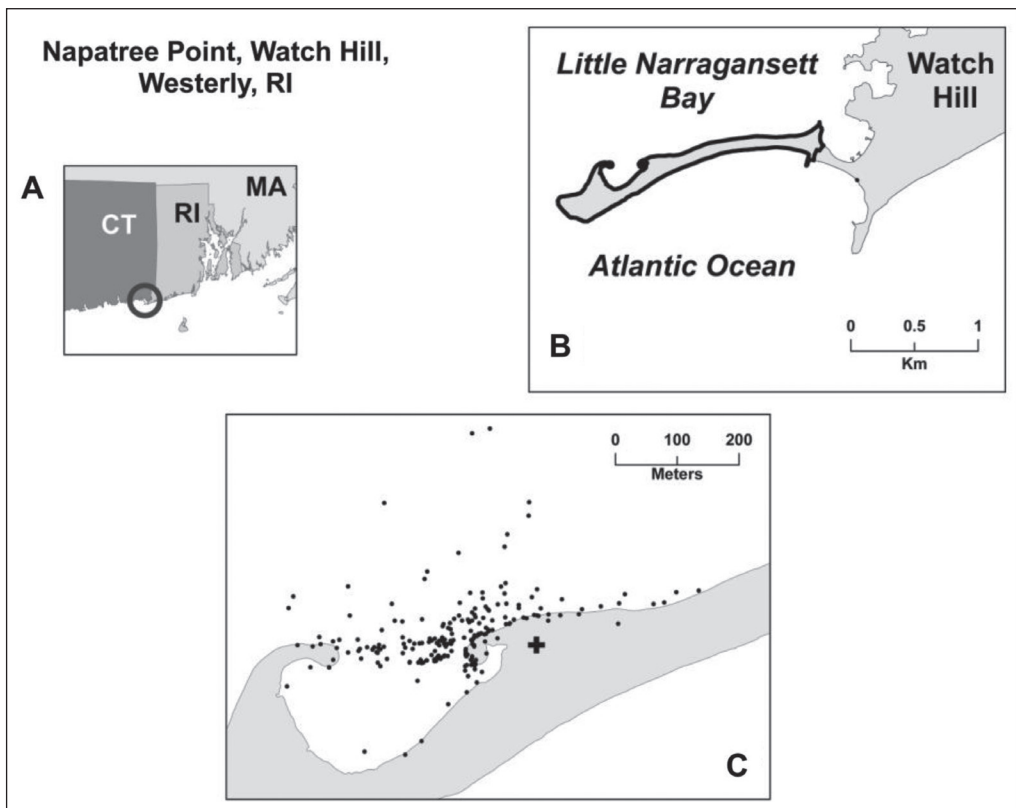 Napatree Point, Watch Hill,
Westerly, RI
A
CT
RI
MA
Little Narragansett
Bay
Watch
Hill
Atlantic Ocean
B
0 0.5 1
Km
0 100 200
Meters
C